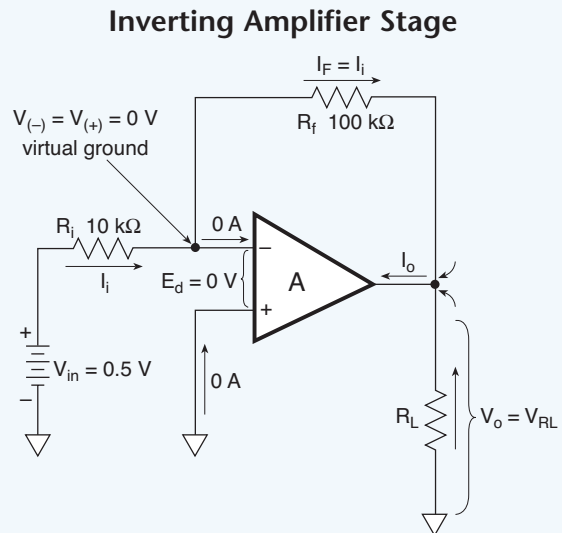 Inverting Amplifier Stage
I_F = I_i
R_f 100 kΩ
V_(−) = V_(+) = 0 V
virtual ground
R_i 10 kΩ
0 A
I_i
E_d = 0 V
−
+
A
I_o
+
−
V_in = 0.5 V
0 A
R_L
V_o = V_RL